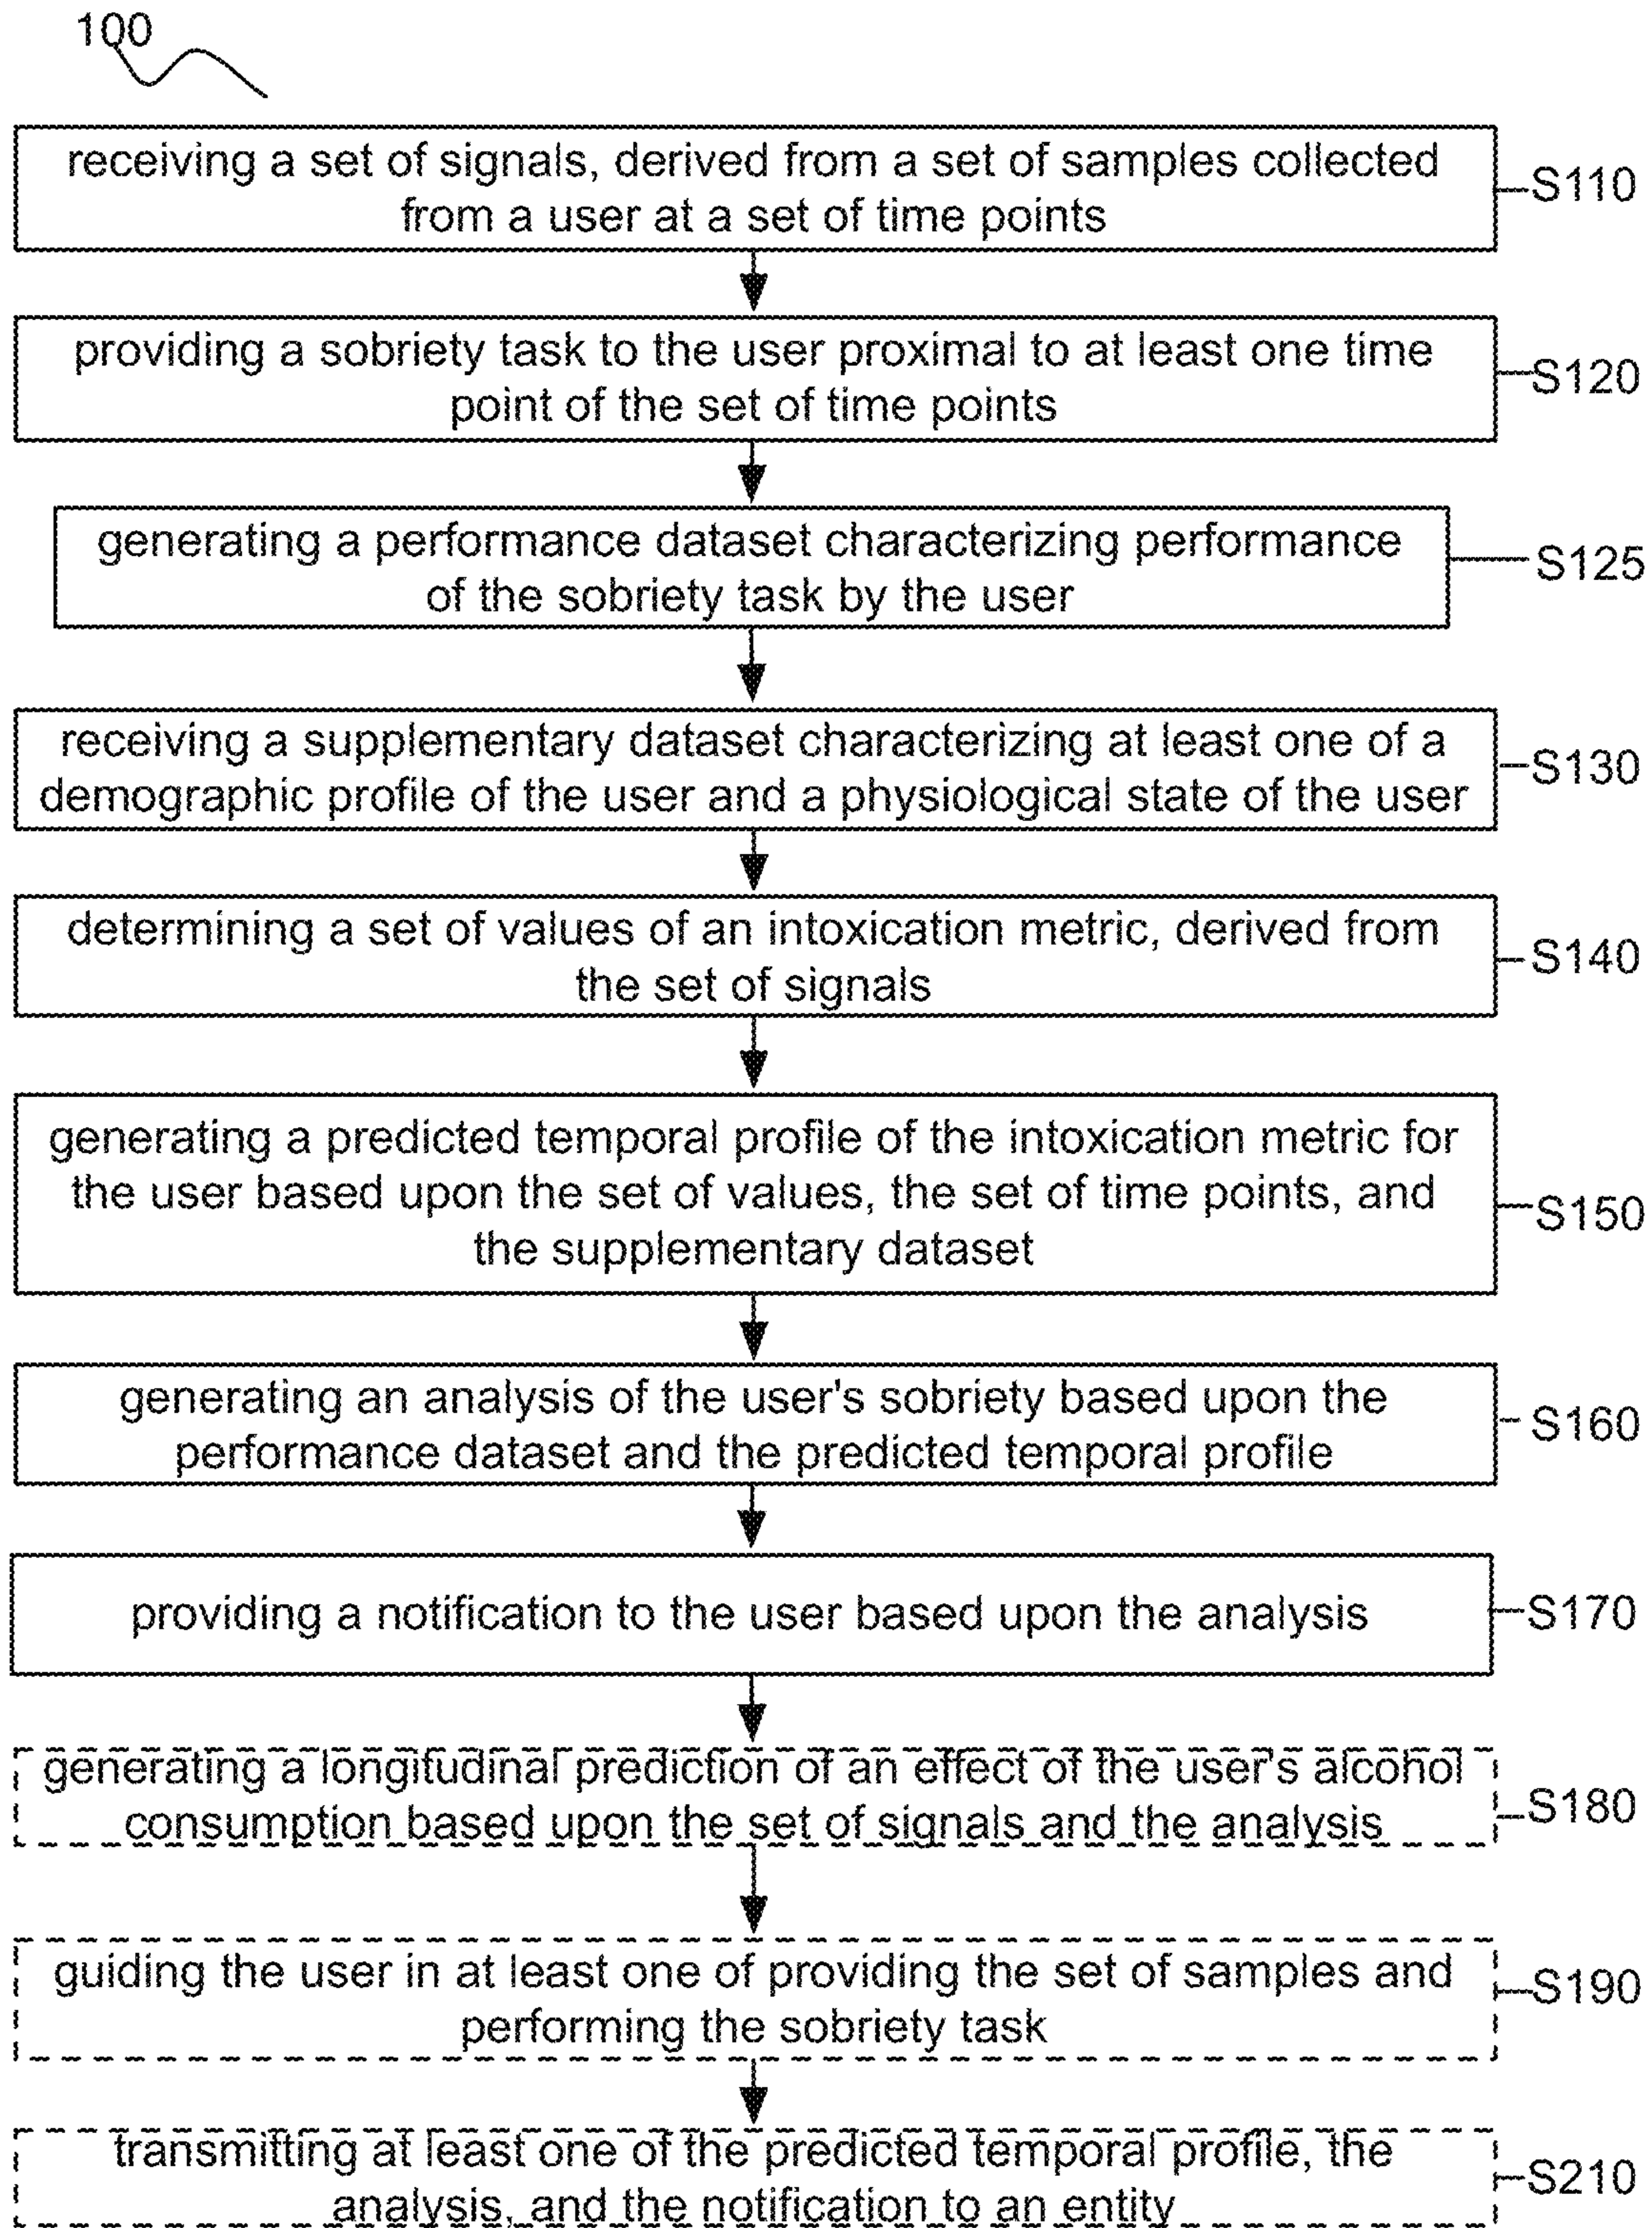 100
receiving a set of signals, derived from a set of samples collected
from a user at a set of time points
S110
providing a sobriety task to the user proximal to at least one time
point of the set of time points
S120
generating a performance dataset characterizing performance
of the sobriety task by the user
S125
receiving a supplementary dataset characterizing at least one of a
demographic profile of the user and a physiological state of the user
S130
determining a set of values of an intoxication metric, derived from
the set of signals
S140
generating a predicted temporal profile of the intoxication metric for
the user based upon the set of values, the set of time points, and
the supplementary dataset
S150
generating an analysis of the user's sobriety based upon the
performance dataset and the predicted temporal profile
S160
providing a notification to the user based upon the analysis
S170
generating a longitudinal prediction of an effect of the user's alcohol
consumption based upon the set of signals and the analysis
S180
guiding the user in at least one of providing the set of samples and
performing the sobriety task
S190
transmitting at least one of the predicted temporal profile, the
analysis, and the notification to an entity
S210